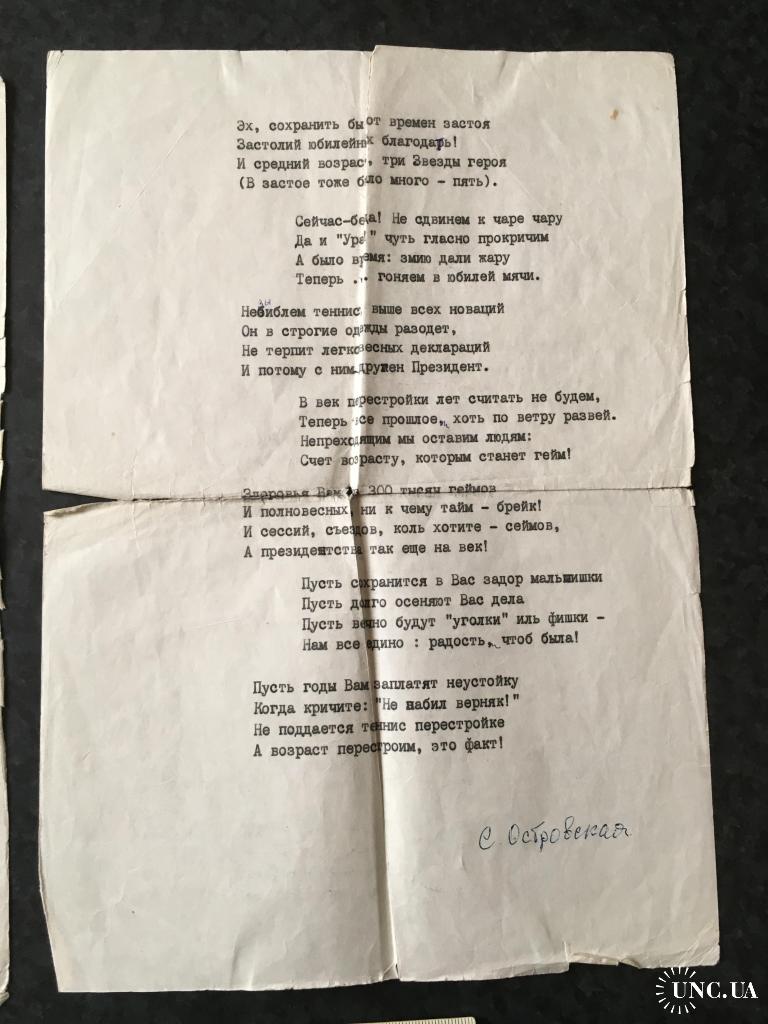 Эх, сохранить бы от времен застоя
Застолий юбилейных благодать!
И средний возраст, три Звезды героя
(В застое тоже было много - пять).
Сейчас-беда! Не сдвинем к чаре чару
Да и "Ура!" чуть гласно прокричим
А было время: змию дали жару
Теперь ... гоняем в юбилей мячи.
Незыблем теннис, выше всех новаций
Он в строгие одежды разодет,
Не терпит легковесных деклараций
И потому с ним дружен Президент.
В век перестройки лет считать не будем,
Теперь все прошлое, хоть по ветру развей.
Непреходящим мы оставим людям:
Счет возрасту, которым станет гейм!
Здоровья Вам 300 тысяч геймов
И полновесных, ни к чему тайм - брейк!
И сессий, съездов, коль хотите - сеймов,
А президентства так еще на век!
Пусть сохранится в Вас задор мальчишки
Пусть долго осеняют Вас дела
Пусть вечно будут "уголки" иль фишки -
Нам все едино : радость, чтоб была!
Пусть годы Вам заплатят неустойку
Когда кричите: "Не набил верняк!"
Не поддается теннис перестройке
А возраст перестроим, это факт!
С. Островская
UNC.UA